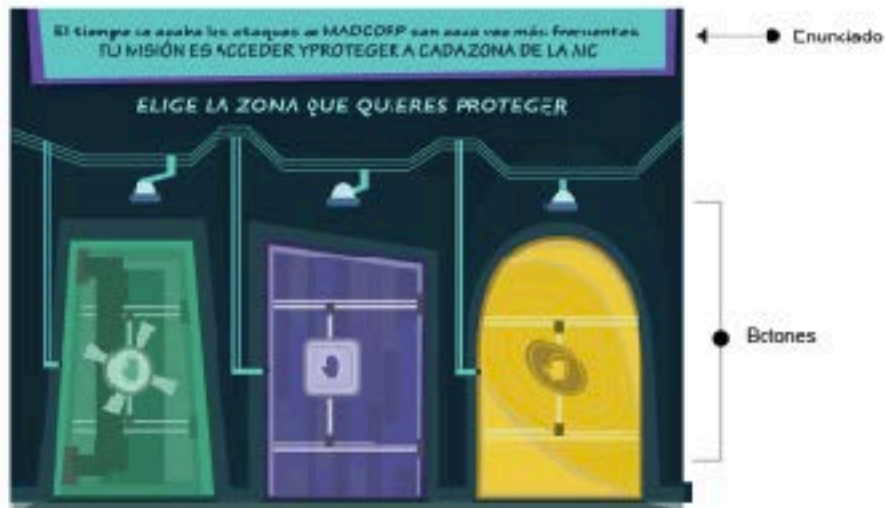 El tiempo se acaba los ataques de MADCORP son cada vez más frecuentes
TU MISIÓN ES ACCEDER Y PROTEGER A CADA ZONA DE LA MC
Enunciado
ELIGE LA ZONA QUE QUIERES PROTEGER
Botones